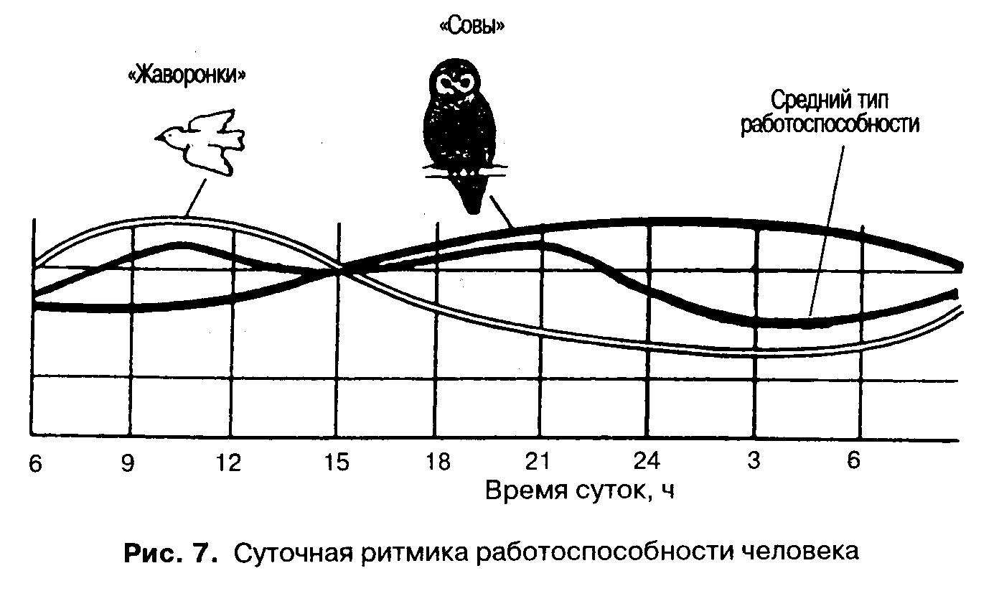 «Совы»
«Жаворонки»
Средний тип
работоспособности
6 9 12 15 18 21 24 3 6
Время суток, ч
Рис. 7. Суточная ритмика работоспособности человека